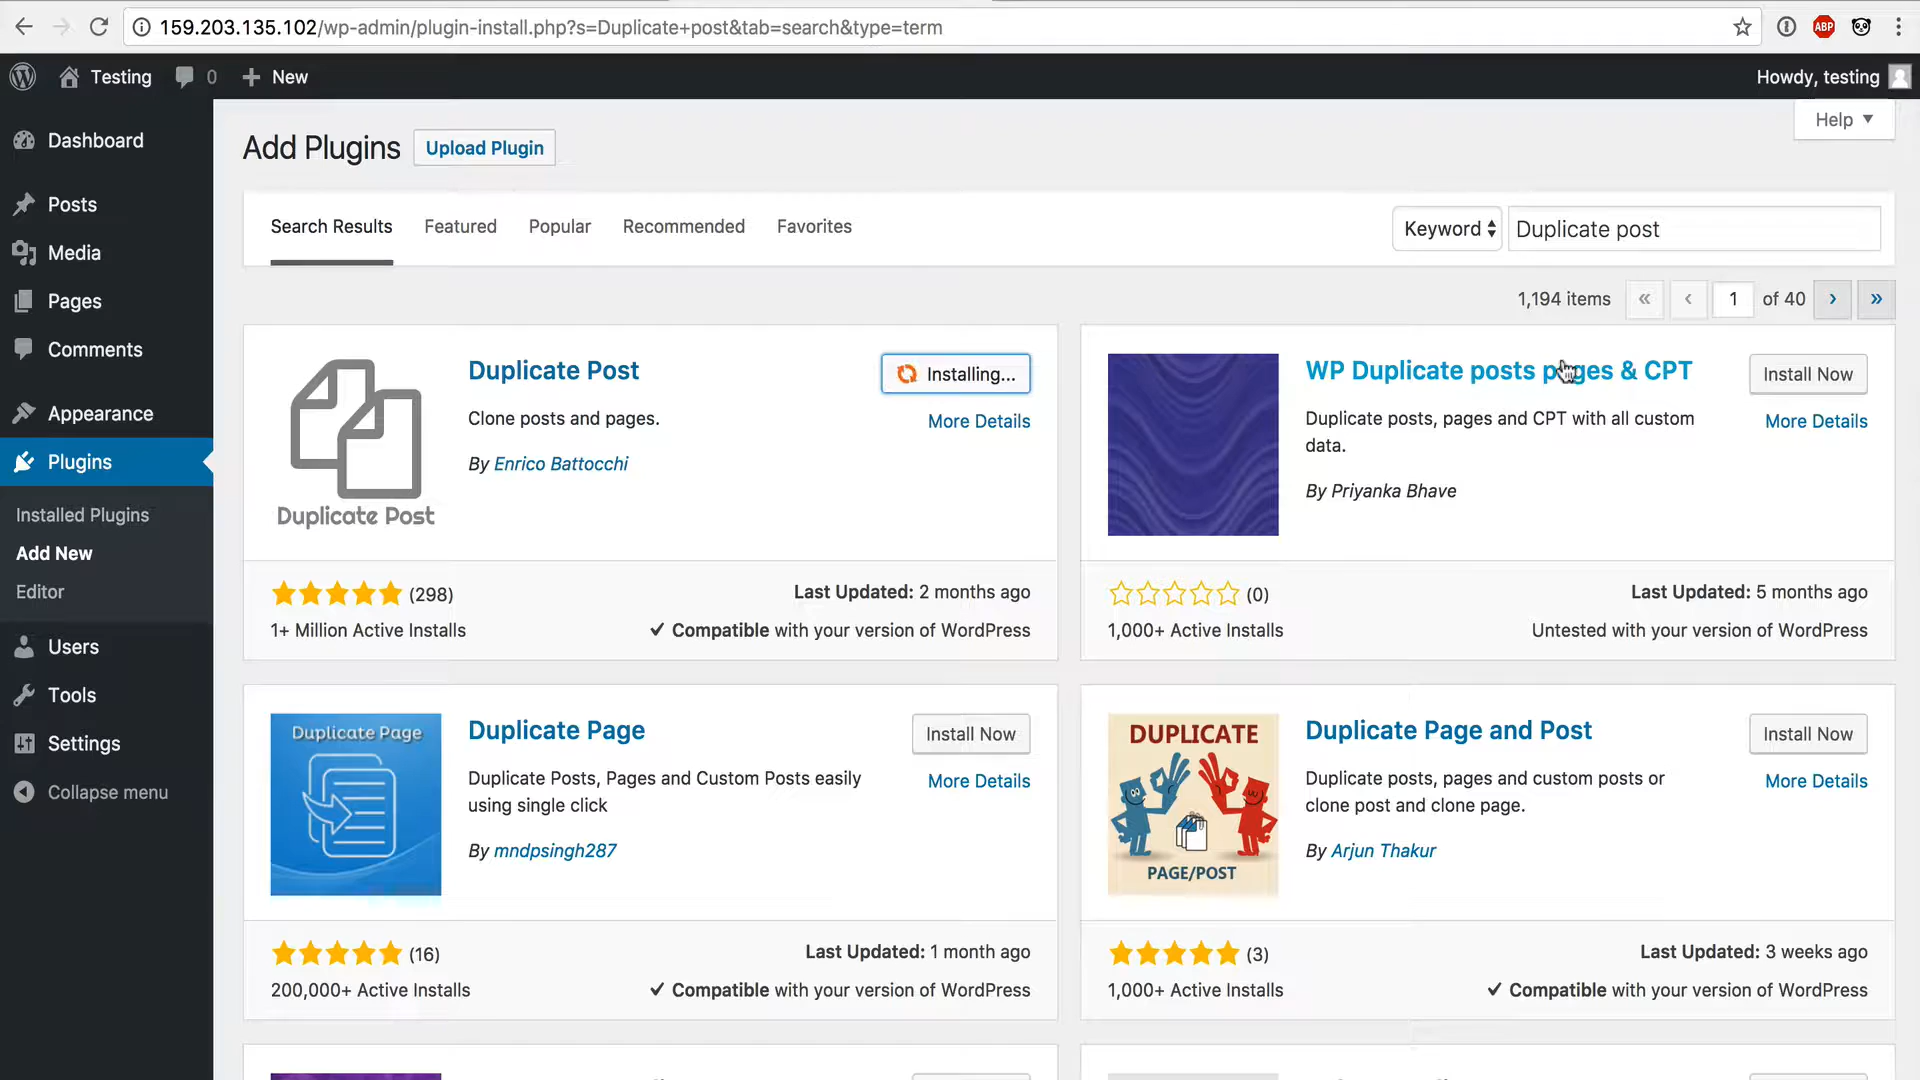 159.203.135.102/wp-admin/plugin-install.php?s=Duplicate+post&tab=search&type=term
ABP
Testing
0
New
Howdy, testing
Help
Dashboard
Posts
Media
Pages
Comments
Appearance
Plugins
Installed Plugins
Add New
Editor
Users
Tools
Settings
Collapse menu
Add Plugins
Upload Plugin
Search Results
Featured
Popular
Recommended
Favorites
Keyword
Duplicate post
1,194 items
«
‹
1
of 40
›
»
Duplicate Post
Duplicate Post
Installing...
Clone posts and pages.
More Details
By Enrico Battocchi
(298)
Last Updated: 2 months ago
1+ Million Active Installs
✔ Compatible with your version of WordPress
WP Duplicate posts pages & CPT
Install Now
Duplicate posts, pages and CPT with all custom
data.
More Details
By Priyanka Bhave
(0)
Last Updated: 5 months ago
1,000+ Active Installs
Untested with your version of WordPress
Duplicate Page
Duplicate Page
Install Now
Duplicate Posts, Pages and Custom Posts easily
using single click
More Details
By mndpsingh287
(16)
Last Updated: 1 month ago
200,000+ Active Installs
✔ Compatible with your version of WordPress
DUPLICATE
PAGE/POST
Duplicate Page and Post
Install Now
Duplicate posts, pages and custom posts or
clone post and clone page.
More Details
By Arjun Thakur
(3)
Last Updated: 3 weeks ago
1,000+ Active Installs
✔ Compatible with your version of WordPress